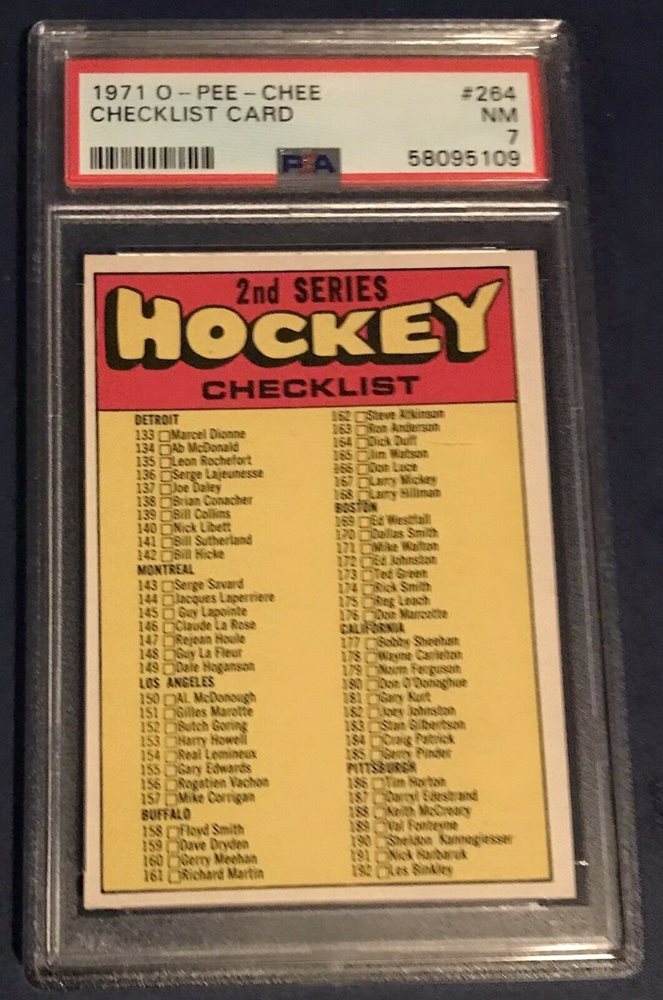 1971 O-PEE-CHEE #264
CHECKLIST CARD NM
7
PSA 58095109
2nd SERIES
HOCKEY
CHECKLIST
DETROIT
133 Marcel Dionne
134 Ab McDonald
135 Leon Rochefort
136 Serge Lajeunesse
137 Joe Daley
138 Brian Conacher
139 Bill Collins
140 Nick Libett
141 Bill Sutherland
142 Bill Hicke
MONTREAL
143 Serge Savard
144 Jacques Laperriere
145 Guy Lapointe
146 Claude La Rose
147 Rejean Houle
148 Guy La Fleur
149 Dale Hoganson
LOS ANGELES
150 Al. McDonough
151 Gilles Marotte
152 Butch Goring
153 Harry Howell
154 Real Lemineux
155 Gary Edwards
156 Rogatien Vachon
157 Mike Corrigan
BUFFALO
158 Floyd Smith
159 Dave Dryden
160 Gerry Meehan
161 Richard Martin
162 Steve Atkinson
163 Ron Anderson
164 Dick Duff
165 Jim Watson
166 Don Luce
167 Larry Mickey
168 Larry Hillman
BOSTON
169 Ed Westfall
170 Dallas Smith
171 Mike Walton
172 Ed Johnston
173 Ted Green
174 Rick Smith
175 Reg Leach
176 Don Marcotte
CALIFORNIA
177 Bobby Sheehan
178 Wayne Carleton
179 Norm Ferguson
180 Don O'Donoghue
181 Gary Kurt
182 Joey Johnston
183 Stan Gilbertson
184 Craig Patrick
185 Gerry Pinder
PITTSBURGH
186 Tim Horton
187 Darryl Edestrand
188 Keith McCreary
189 Val Fonteyne
190 Sheldon Kannegiesser
191 Nick Harbaruk
192 Les Binkley